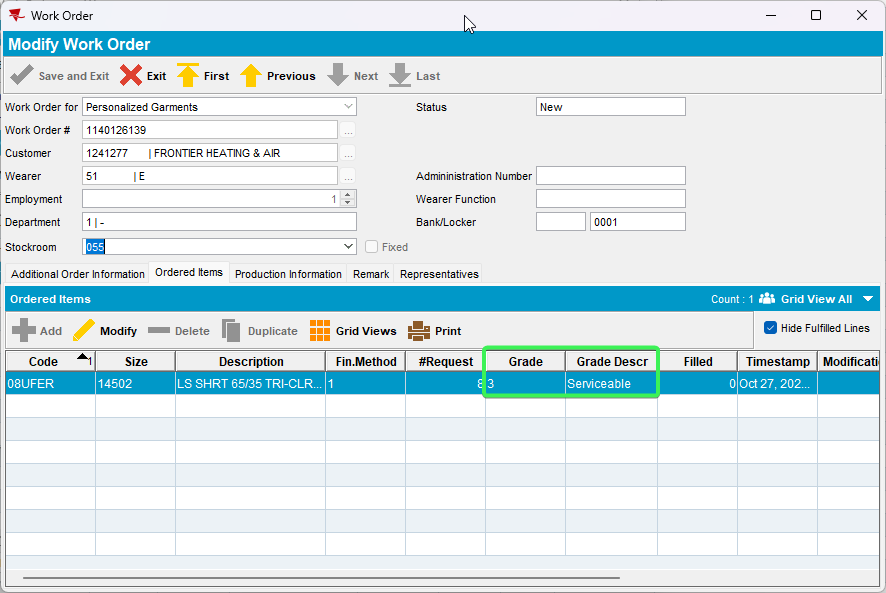 Work Order
Modify Work Order
Save and Exit Exit First Previous Next Last
Work Order for Personalized Garments Status New
Work Order # 1140126139 ...
Customer 1241277 | FRONTIER HEATING & AIR ...
Wearer 51 | E ... Admininistration Number
Employment 1 Wearer Function
Department 1 | - Bank/Locker 0001
Stockroom 055 Fixed
Additional Order Information Ordered Items Production Information Remark Representatives
Ordered Items Count : 1 Grid View All
Add Modify Delete Duplicate Grid Views Print Hide Fulfilled Lines
Code 1 Size Description Fin.Method #Request Grade Grade Descr Filled Timestamp Modificatio
08UFER 14502 LS SHRT 65/35 TRI-CLR... 1 8 3 Serviceable 0 Oct 27, 202...